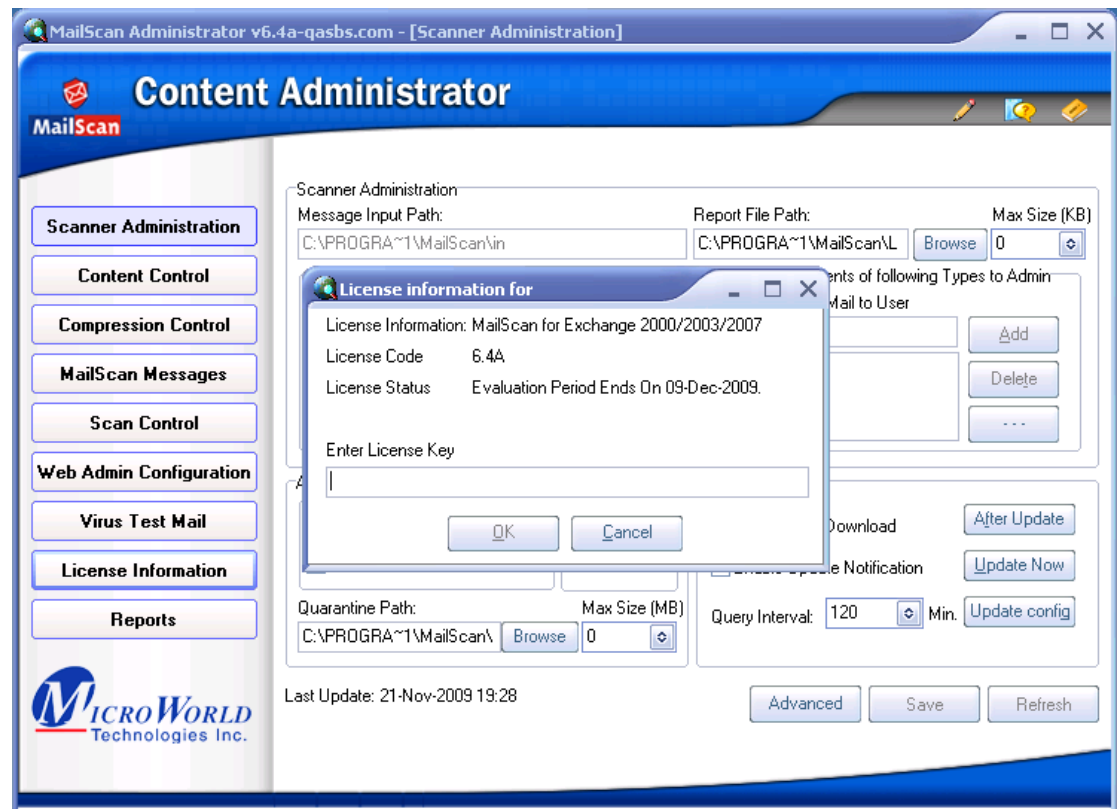 MailScan Administrator v6.4a-qasbs.com - [Scanner Administration]
Content Administrator
MailScan
Scanner Administration
Content Control
Compression Control
MailScan Messages
Scan Control
Web Admin Configuration
Virus Test Mail
License Information
Reports
MicroWorld
Technologies Inc.
Scanner Administration
Message Input Path:
Report File Path:
Max Size (KB)
C:\PROGRA~1\MailScan\in
C:\PROGRA~1\MailScan\L
Browse
0
of following Types to Admin
to User
Add
Delete
...
License information for
License Information: MailScan for Exchange 2000/2003/2007
License Code 6.4A
License Status Evaluation Period Ends On 09-Dec-2009.
Enter License Key
OK
Cancel
Download
After Update
Notification
Update Now
Quarantine Path:
Max Size (MB)
C:\PROGRA~1\MailScan\
Browse
0
Query Interval: 120 Min.
Update config
Last Update: 21-Nov-2009 19:28
Advanced
Save
Refresh